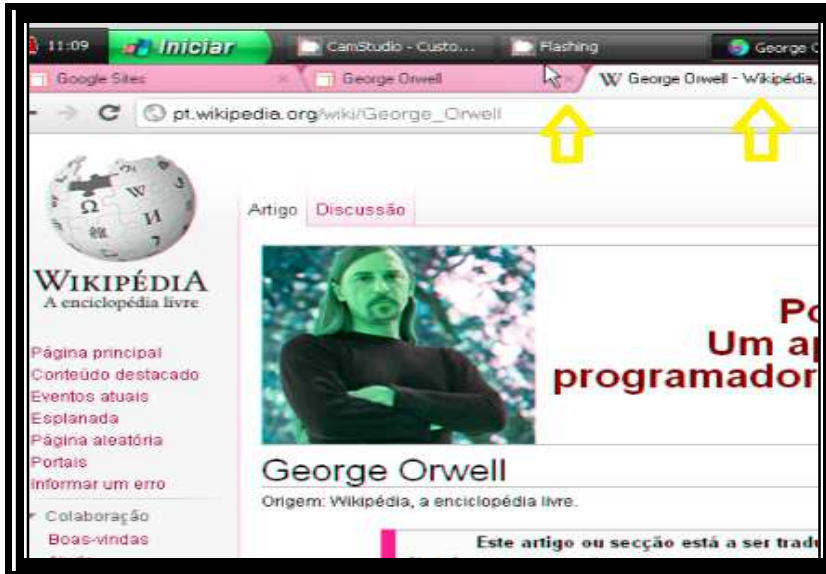 11:09 Iniciar CamStudio - Custo... Flashing George O
Google Sites George Orwell George Orwell - Wikipédia,
pt.wikipedia.org/wiki/George_Orwell
Artigo Discussão
WIKIPÉDIA
A enciclopédia livre
Po
Um ap
programador
Página principal
Conteúdo destacado
Eventos atuais
Esplanada
Página aleatória
Portais
Informar um erro
Colaboração
Boas-vindas
George Orwell
Origem: Wikipédia, a enciclopédia livre.
Este artigo ou secção está a ser tradu